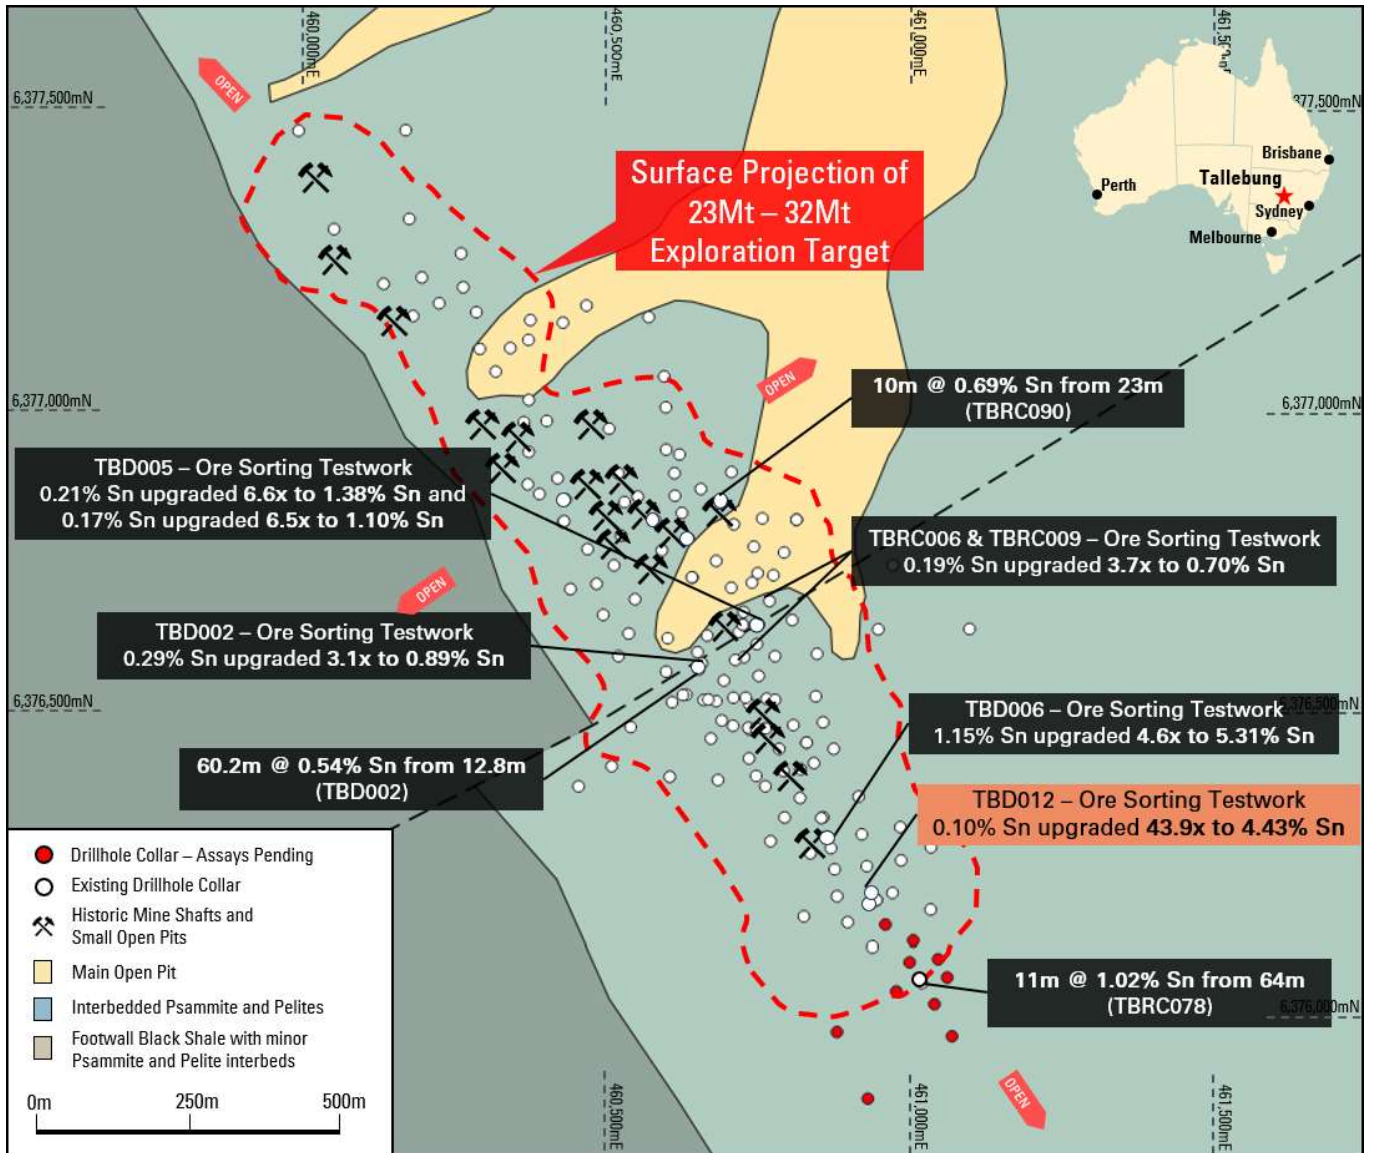 460,000mE
460,500mE
461,000mE
OPEN
6,377,500mN
377,500mN
Brisbane
Perth
Tallebung
Sydney
Melbourne
Surface Projection of
23Mt – 32Mt
Exploration Target
OPEN
10m @ 0.69% Sn from 23m
(TBRC090)
6,377,000mN
6,377,000mN
TBD005 – Ore Sorting Testwork
0.21% Sn upgraded 6.6x to 1.38% Sn and
0.17% Sn upgraded 6.5x to 1.10% Sn
TBRC006 & TBRC009 – Ore Sorting Testwork
0.19% Sn upgraded 3.7x to 0.70% Sn
OPEN
TBD002 – Ore Sorting Testwork
0.29% Sn upgraded 3.1x to 0.89% Sn
6,376,500mN
6,376,500mN
TBD006 – Ore Sorting Testwork
1.15% Sn upgraded 4.6x to 5.31% Sn
60.2m @ 0.54% Sn from 12.8m
(TBD002)
TBD012 – Ore Sorting Testwork
0.10% Sn upgraded 43.9x to 4.43% Sn
11m @ 1.02% Sn from 64m
(TBRC078)
6,376,000mN
Drillhole Collar – Assays Pending
Existing Drillhole Collar
Historic Mine Shafts and
Small Open Pits
Main Open Pit
Interbedded Psammite and Pelites
Footwall Black Shale with minor
Psammite and Pelite interbeds
0m 250m 500m
OPEN
460,500mE
461,000mE
461,500mE